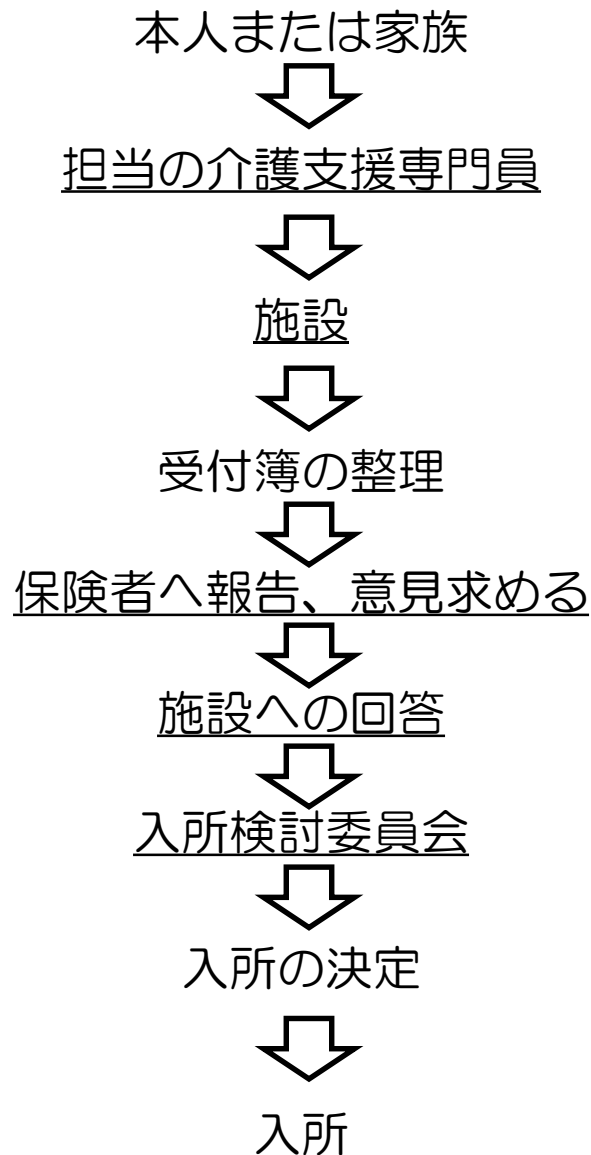 本人または家族
担当の介護支援専門員
施設
受付簿の整理
保険者へ報告、意見求める
施設への回答
入所検討委員会
入所の決定
入所